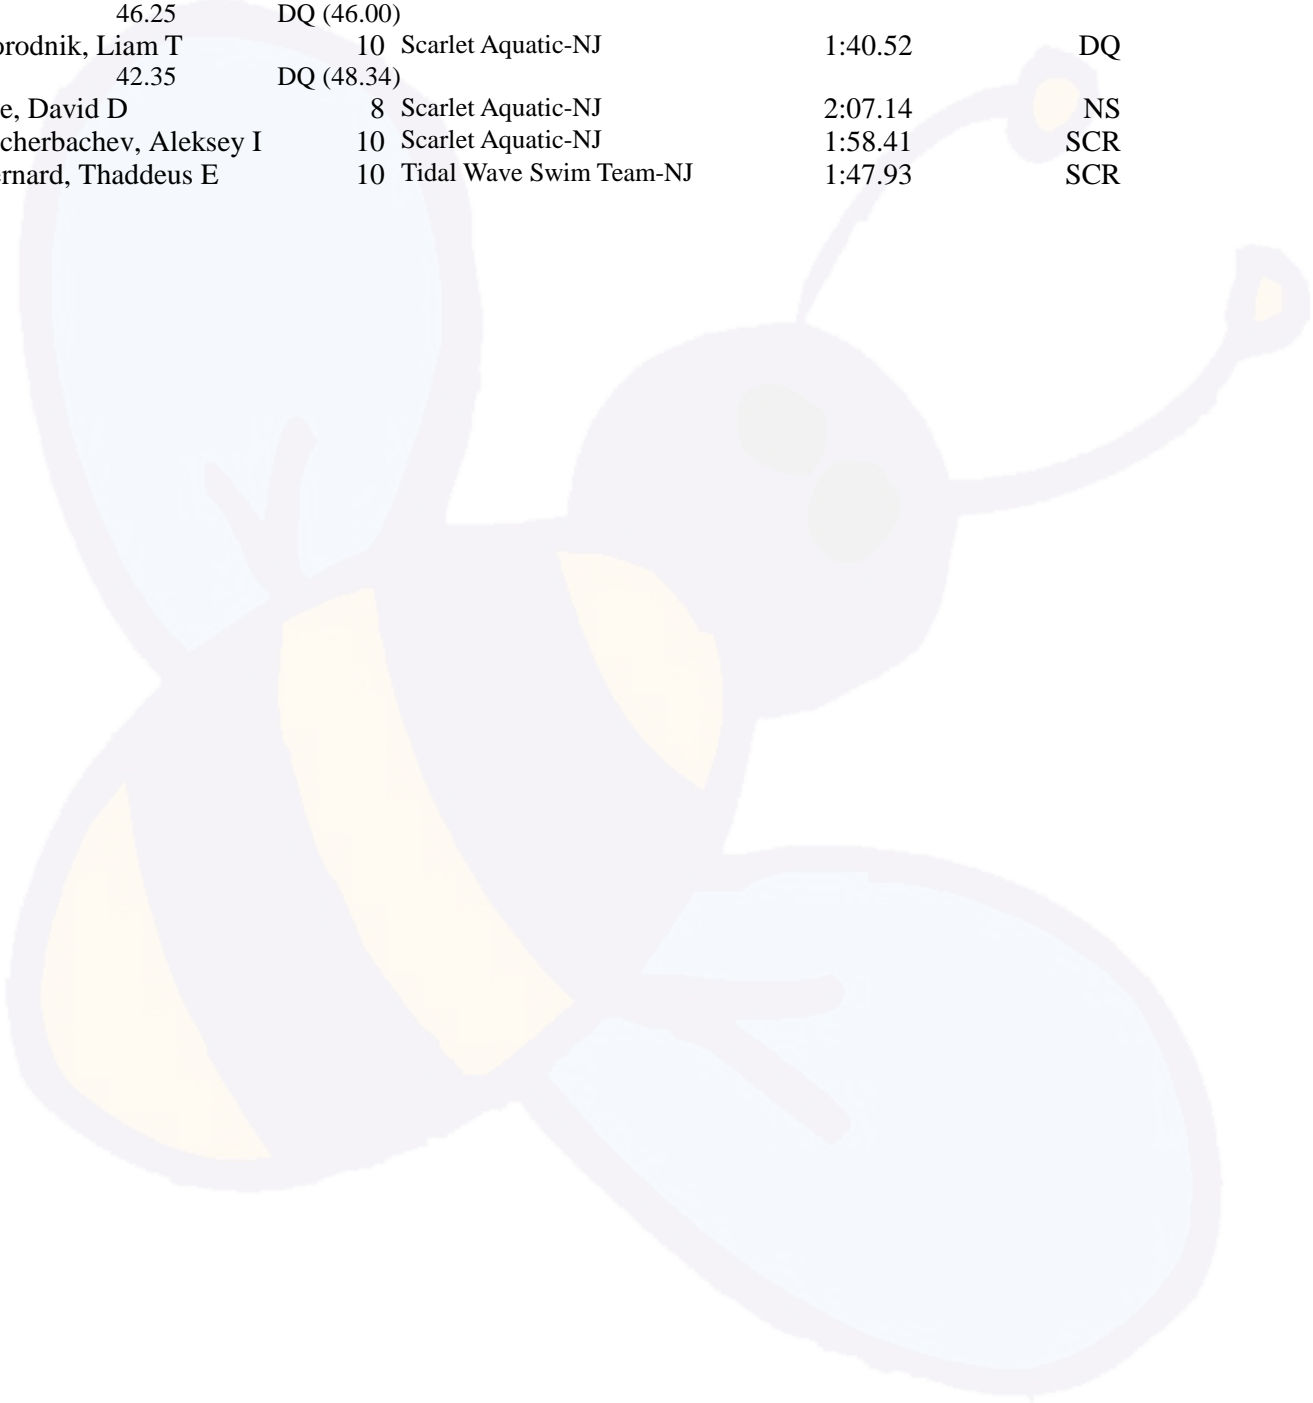 46.25 DQ (46.00)
orodnik, Liam T 10 Scarlet Aquatic-NJ 1:40.52 DQ
42.35 DQ (48.34)
e, David D 8 Scarlet Aquatic-NJ 2:07.14 NS
cherbachev, Aleksey I 10 Scarlet Aquatic-NJ 1:58.41 SCR
ernard, Thaddeus E 10 Tidal Wave Swim Team-NJ 1:47.93 SCR